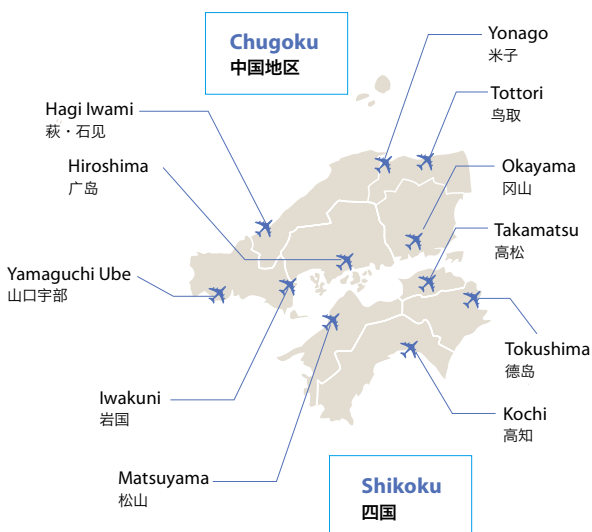 Chugoku
中国地区
Yonago
米子
Tottori
鸟取
Hagi Iwami
萩・石见
Hiroshima
广岛
Okayama
冈山
Takamatsu
高松
Yamaguchi Ube
山口宇部
Tokushima
德岛
Iwakuni
岩国
Kochi
高知
Matsuyama
松山
Shikoku
四国